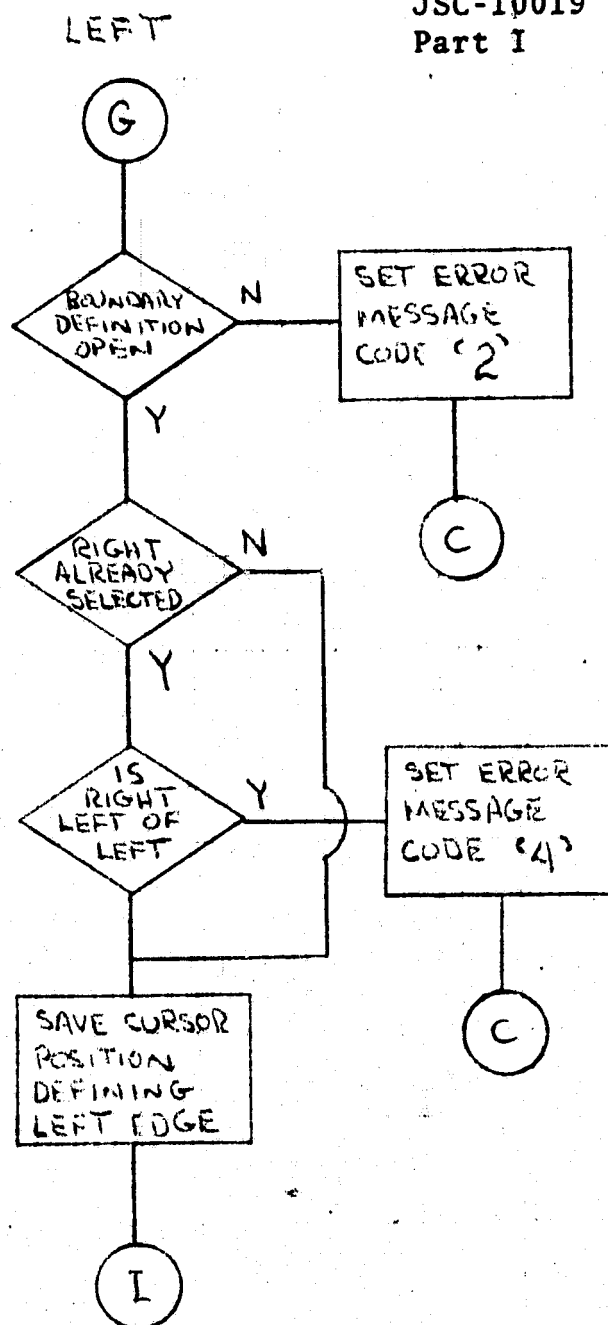 JSC-10019
Part I
LEFT
G
BOUNDARY
DEFINITION
OPEN
N
SET ERROR
MESSAGE
CODE '2'
Y
C
RIGHT
ALREADY
SELECTED
N
Y
IS
RIGHT
LEFT OF
LEFT
Y
SET ERROR
MESSAGE
CODE '4'
C
SAVE CURSOR
POSITION
DEFINING
LEFT EDGE
I